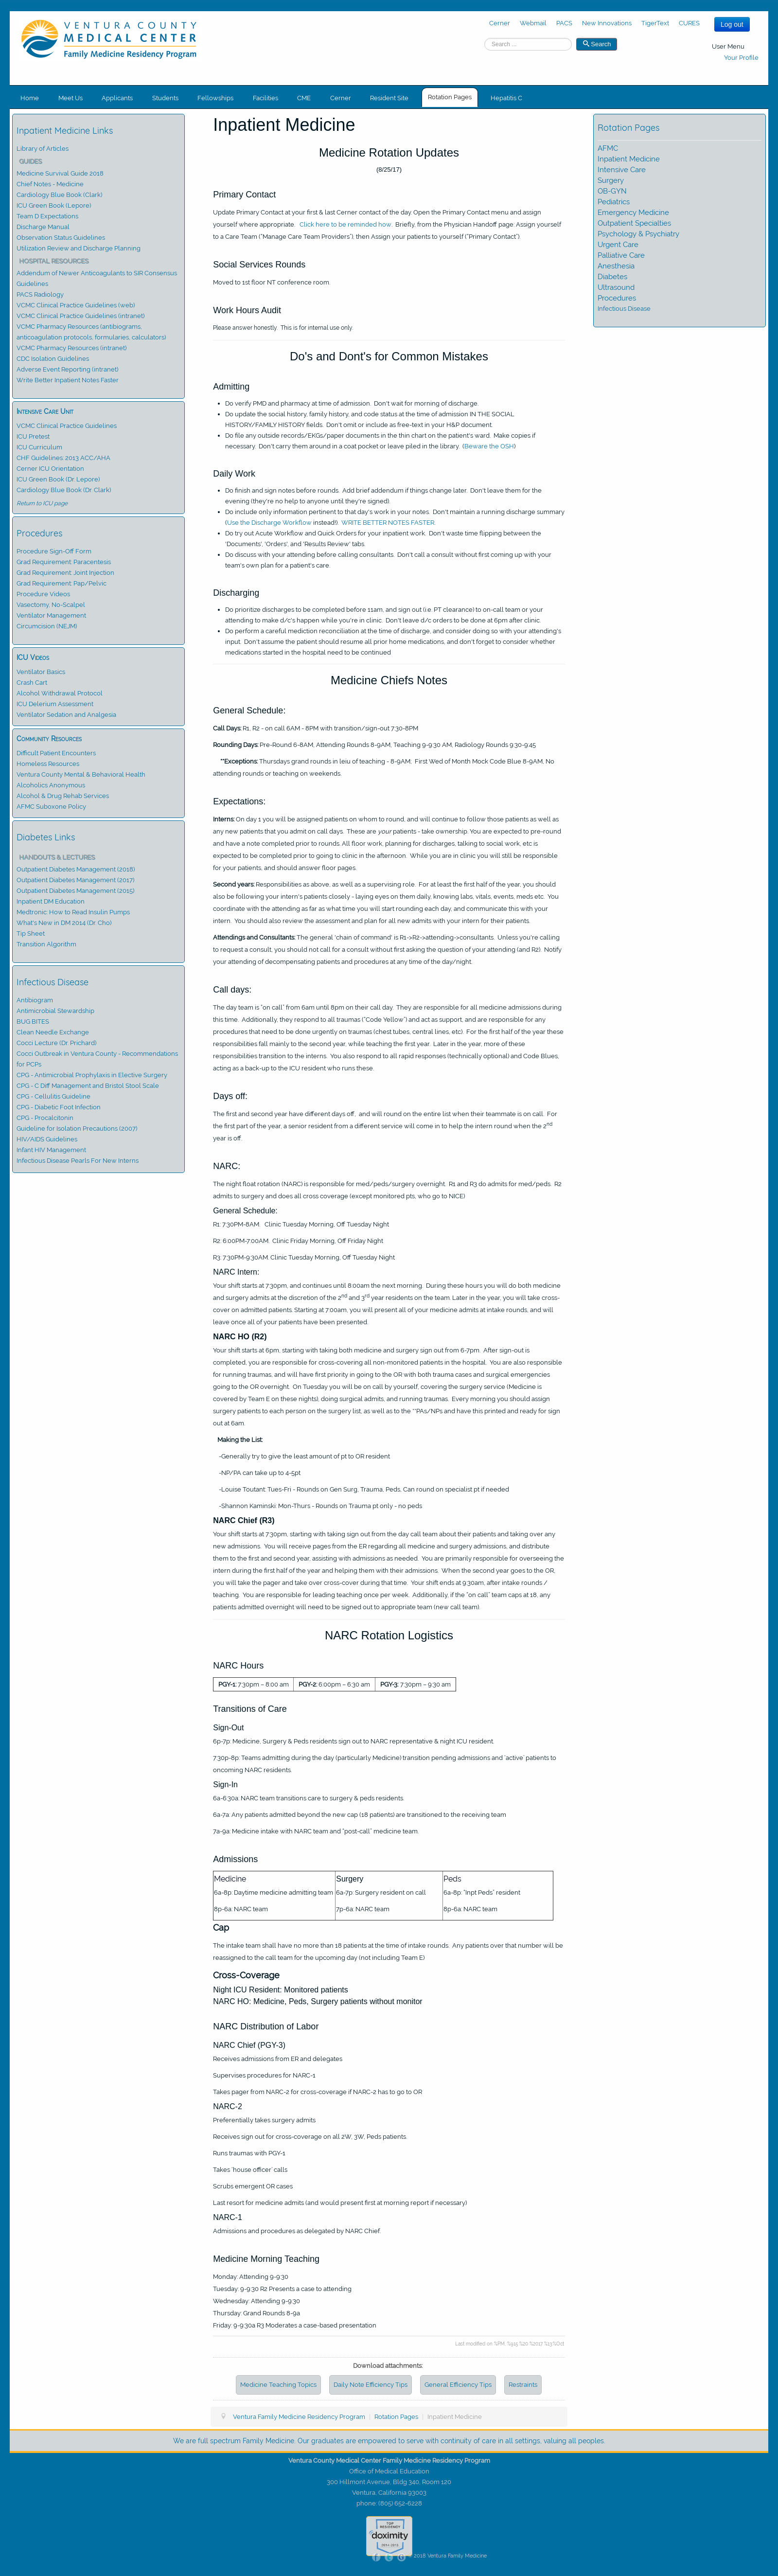 VENTURA COUNTY
MEDICAL CENTER
Family Medicine Residency Program
Cerner Webmail PACS New Innovations TigerText CURES
Log out
Search ...
Search
User Menu
Your Profile
Home Meet Us Applicants Students Fellowships Facilities CME Cerner Resident Site Rotation Pages Hepatitis C
Inpatient Medicine Links
Library of Articles
GUIDES
Medicine Survival Guide 2018
Chief Notes - Medicine
Cardiology Blue Book (Clark)
ICU Green Book (Lepore)
Team D Expectations
Discharge Manual
Observation Status Guidelines
Utilization Review and Discharge Planning
HOSPITAL RESOURCES
Addendum of Newer Anticoagulants to SIR Consensus
Guidelines
PACS Radiology
VCMC Clinical Practice Guidelines (web)
VCMC Clinical Practice Guidelines (intranet)
VCMC Pharmacy Resources (antibiograms,
anticoagulation protocols, formularies, calculators)
VCMC Pharmacy Resources (intranet)
CDC Isolation Guidelines
Adverse Event Reporting (intranet)
Write Better Inpatient Notes Faster
Intensive Care Unit
VCMC Clinical Practice Guidelines
ICU Pretest
ICU Curriculum
CHF Guidelines: 2013 ACC/AHA
Cerner ICU Orientation
ICU Green Book (Dr. Lepore)
Cardiology Blue Book (Dr. Clark)
Return to ICU page
Procedures
Procedure Sign-Off Form
Grad Requirement: Paracentesis
Grad Requirement: Joint Injection
Grad Requirement: Pap/Pelvic
Procedure Videos
Vasectomy, No-Scalpel
Ventilator Management
Circumcision (NEJM)
ICU Videos
Ventilator Basics
Crash Cart
Alcohol Withdrawal Protocol
ICU Delerium Assessment
Ventilator Sedation and Analgesia
Community Resources
Difficult Patient Encounters
Homeless Resources
Ventura County Mental & Behavioral Health
Alcoholics Anonymous
Alcohol & Drug Rehab Services
AFMC Suboxone Policy
Diabetes Links
HANDOUTS & LECTURES
Outpatient Diabetes Management (2018)
Outpatient Diabetes Management (2017)
Outpatient Diabetes Management (2015)
Inpatient DM Education
Medtronic: How to Read Insulin Pumps
What's New in DM 2014 (Dr. Cho)
Tip Sheet
Transition Algorithm
Infectious Disease
Antibiogram
Antimicrobial Stewardship
BUG BITES
Clean Needle Exchange
Cocci Lecture (Dr. Prichard)
Cocci Outbreak in Ventura County - Recommendations
for PCPs
CPG - Antimicrobial Prophylaxis in Elective Surgery
CPG - C Diff Management and Bristol Stool Scale
CPG - Cellulitis Guideline
CPG - Diabetic Foot Infection
CPG - Procalcitonin
Guideline for Isolation Precautions (2007)
HIV/AIDS Guidelines
Infant HIV Management
Infectious Disease Pearls For New Interns
Inpatient Medicine
Medicine Rotation Updates
(8/25/17)
Primary Contact
Update Primary Contact at your first & last Cerner contact of the day. Open the Primary Contact menu and assign
yourself where appropriate. Click here to be reminded how. Briefly, from the Physician Handoff page: Assign yourself
to a Care Team ("Manage Care Team Providers"), then Assign your patients to yourself ("Primary Contact").
Social Services Rounds
Moved to 1st floor NT conference room.
Work Hours Audit
Please answer honestly. This is for internal use only.
Do's and Dont's for Common Mistakes
Admitting
Do verify PMD and pharmacy at time of admission. Don't wait for morning of discharge.
Do update the social history, family history, and code status at the time of admission IN THE SOCIAL
HISTORY/FAMILY HISTORY fields. Don't omit or include as free-text in your H&P document.
Do file any outside records/EKGs/paper documents in the thin chart on the patient's ward. Make copies if
necessary. Don't carry them around in a coat pocket or leave piled in the library. (Beware the OSH)
Daily Work
Do finish and sign notes before rounds. Add brief addendum if things change later. Don't leave them for the
evening (they're no help to anyone until they're signed).
Do include only information pertinent to that day's work in your notes. Don't maintain a running discharge summary
(Use the Discharge Workflow instead!) WRITE BETTER NOTES FASTER.
Do try out Acute Workflow and Quick Orders for your inpatient work. Don't waste time flipping between the
'Documents', 'Orders', and 'Results Review' tabs.
Do discuss with your attending before calling consultants. Don't call a consult without first coming up with your
team's own plan for a patient's care.
Discharging
Do prioritize discharges to be completed before 11am, and sign out (i.e. PT clearance) to on-call team or your
attending to make d/c's happen while you're in clinic. Don't leave d/c orders to be done at 6pm after clinic.
Do perform a careful mediction reconciliation at the time of discharge, and consider doing so with your attending's
input. Don't assume the patient should resume all prior home medications, and don't forget to consider whether
medications started in the hospital need to be continued
Medicine Chiefs Notes
General Schedule:
Call Days: R1, R2 - on call 6AM - 8PM with transition/sign-out 7:30-8PM
Rounding Days: Pre-Round 6-8AM, Attending Rounds 8-9AM, Teaching 9-9:30 AM, Radiology Rounds 9:30-9:45
**Exceptions: Thursdays grand rounds in leiu of teaching - 8-9AM, First Wed of Month Mock Code Blue 8-9AM, No
attending rounds or teaching on weekends.
Expectations:
Interns: On day 1 you will be assigned patients on whom to round, and will continue to follow those patients as well as
any new patients that you admit on call days. These are your patients - take ownership. You are expected to pre-round
and have a plan completed prior to rounds. All floor work, planning for discharges, talking to social work, etc is
expected to be completed prior to going to clinic in the afternoon. While you are in clinic you will still be responsible
for your patients, and should answer floor pages.
Second years: Responsibilities as above, as well as a supervising role. For at least the first half of the year, you should
also be following your intern's patients closely - laying eyes on them daily, knowing labs, vitals, events, meds etc. You
should also be able to anticipate what will need to be started/completed for each day, and communicate this with your
intern. You should also review the assessment and plan for all new admits with your intern for their patients.
Attendings and Consultants: The general "chain of command" is R1->R2->attending->consultants. Unless you're calling
to request a consult, you should not call for a consult without first asking the question of your attending (and R2). Notify
your attending of decompensating patients and procedures at any time of the day/night.
Call days:
The day team is "on call" from 6am until 8pm on their call day. They are responsible for all medicine admissions during
this time. Additionally, they respond to all traumas ("Code Yellow") and act as support, and are responsible for any
procedures that need to be done urgently on traumas (chest tubes, central lines, etc). For the first half of the year these
responsibilities fall primarily to the second year, while teaching the first year. Later in the year, more of these
responsibilities transition to the interns. You also respond to all rapid responses (technically optional) and Code Blues,
acting as a back-up to the ICU resident who runs these.
Days off:
The first and second year have different days off , and will round on the entire list when their teammate is on call. For
the first part of the year, a senior resident from a different service will come in to help the intern round when the 2nd
year is off.
NARC:
The night float rotation (NARC) is responsible for med/peds/surgery overnight. R1 and R3 do admits for med/peds. R2
admits to surgery and does all cross coverage (except monitored pts, who go to NICE)
General Schedule:
R1: 7:30PM-8AM. Clinic Tuesday Morning, Off Tuesday Night
R2: 6:00PM-7:00AM. Clinic Friday Morning, Off Friday Night
R3: 7:30PM-9:30AM. Clinic Tuesday Morning, Off Tuesday Night
NARC Intern:
Your shift starts at 7:30pm, and continues until 8:00am the next morning. During these hours you will do both medicine
and surgery admits at the discretion of the 2nd and 3rd year residents on the team. Later in the year, you will take cross-
cover on admitted patients. Starting at 7:00am, you will present all of your medicine admits at intake rounds, and will
leave once all of your patients have been presented.
NARC HO (R2)
Your shift starts at 6pm, starting with taking both medicine and surgery sign out from 6-7pm. After sign-out is
completed, you are responsible for cross-covering all non-monitored patients in the hospital. You are also responsible
for running traumas, and will have first priority in going to the OR with both trauma cases and surgical emergencies
going to the OR overnight. On Tuesday you will be on call by yourself, covering the surgery service (Medicine is
covered by Team E on these nights), doing surgical admits, and running traumas. Every morning you should assign
surgery patients to each person on the surgery list, as well as to the **PAs/NPs and have this printed and ready for sign
out at 6am.
Making the List:
-Generally try to give the least amount of pt to OR resident
-NP/PA can take up to 4-5pt
-Louise Toutant: Tues-Fri - Rounds on Gen Surg, Trauma, Peds, Can round on specialist pt if needed
-Shannon Kaminski: Mon-Thurs - Rounds on Trauma pt only - no peds
NARC Chief (R3)
Your shift starts at 7:30pm, starting with taking sign out from the day call team about their patients and taking over any
new admissions. You will receive pages from the ER regarding all medicine and surgery admissions, and distribute
them to the first and second year, assisting with admissions as needed. You are primarily responsible for overseeing the
intern during the first half of the year and helping them with their admissions. When the second year goes to the OR,
you will take the pager and take over cross-cover during that time. Your shift ends at 9:30am, after intake rounds /
teaching. You are responsible for leading teaching once per week. Additionally, if the "on call" team caps at 18, any
patients admitted overnight will need to be signed out to appropriate team (new call team).
NARC Rotation Logistics
NARC Hours
PGY-1: 7:30pm – 8:00 am PGY-2: 6:00pm – 6:30 am PGY-3: 7:30pm – 9:30 am
Transitions of Care
Sign-Out
6p-7p: Medicine, Surgery & Peds residents sign out to NARC representative & night ICU resident.
7:30p-8p: Teams admitting during the day (particularly Medicine) transition pending admissions and 'active' patients to
oncoming NARC residents.
Sign-In
6a-6:30a: NARC team transitions care to surgery & peds residents.
6a-7a: Any patients admitted beyond the new cap (18 patients) are transitioned to the receiving team
7a-9a: Medicine intake with NARC team and "post-call" medicine team
Admissions
Medicine Surgery Peds
6a-8p: Daytime medicine admitting team 6a-7p: Surgery resident on call 6a-8p: "Inpt Peds" resident
8p-6a: NARC team 7p-6a: NARC team 8p-6a: NARC team
Cap
The intake team shall have no more than 18 patients at the time of intake rounds. Any patients over that number will be
reassigned to the call team for the upcoming day (not including Team E)
Cross-Coverage
Night ICU Resident: Monitored patients
NARC HO: Medicine, Peds, Surgery patients without monitor
NARC Distribution of Labor
NARC Chief (PGY-3)
Receives admissions from ER and delegates
Supervises procedures for NARC-1
Takes pager from NARC-2 for cross-coverage if NARC-2 has to go to OR
NARC-2
Preferentially takes surgery admits.
Receives sign out for cross-coverage on all 2W, 3W, Peds patients.
Runs traumas with PGY-1
Takes 'house officer' calls
Scrubs emergent OR cases
Last resort for medicine admits (and would present first at morning report if necessary)
NARC-1
Admissions and procedures as delegated by NARC Chief.
Medicine Morning Teaching
Monday: Attending 9-9:30
Tuesday: 9-9:30 R2 Presents a case to attending
Wednesday: Attending 9-9:30
Thursday: Grand Rounds 8-9a
Friday: 9-9:30a R3 Moderates a case-based presentation
Download attachments:
Medicine Teaching Topics Daily Note Efficiency Tips General Efficiency Tips Restraints
Ventura Family Medicine Residency Program | Rotation Pages | Inpatient Medicine
Rotation Pages
AFMC
Inpatient Medicine
Intensive Care
Surgery
OB-GYN
Pediatrics
Emergency Medicine
Outpatient Specialties
Psychology & Psychiatry
Urgent Care
Palliative Care
Anesthesia
Diabetes
Ultrasound
Procedures
Infectious Disease
We are full spectrum Family Medicine. Our graduates are empowered to serve with continuity of care in all settings, valuing all peoples.
Ventura County Medical Center Family Medicine Residency Program
Office of Medical Education
300 Hillmont Avenue, Bldg 340, Room 120
Ventura, California 93003
phone: (805) 652-6228
TOP
RESIDENCY
doximity
2018 Ventura Family Medicine